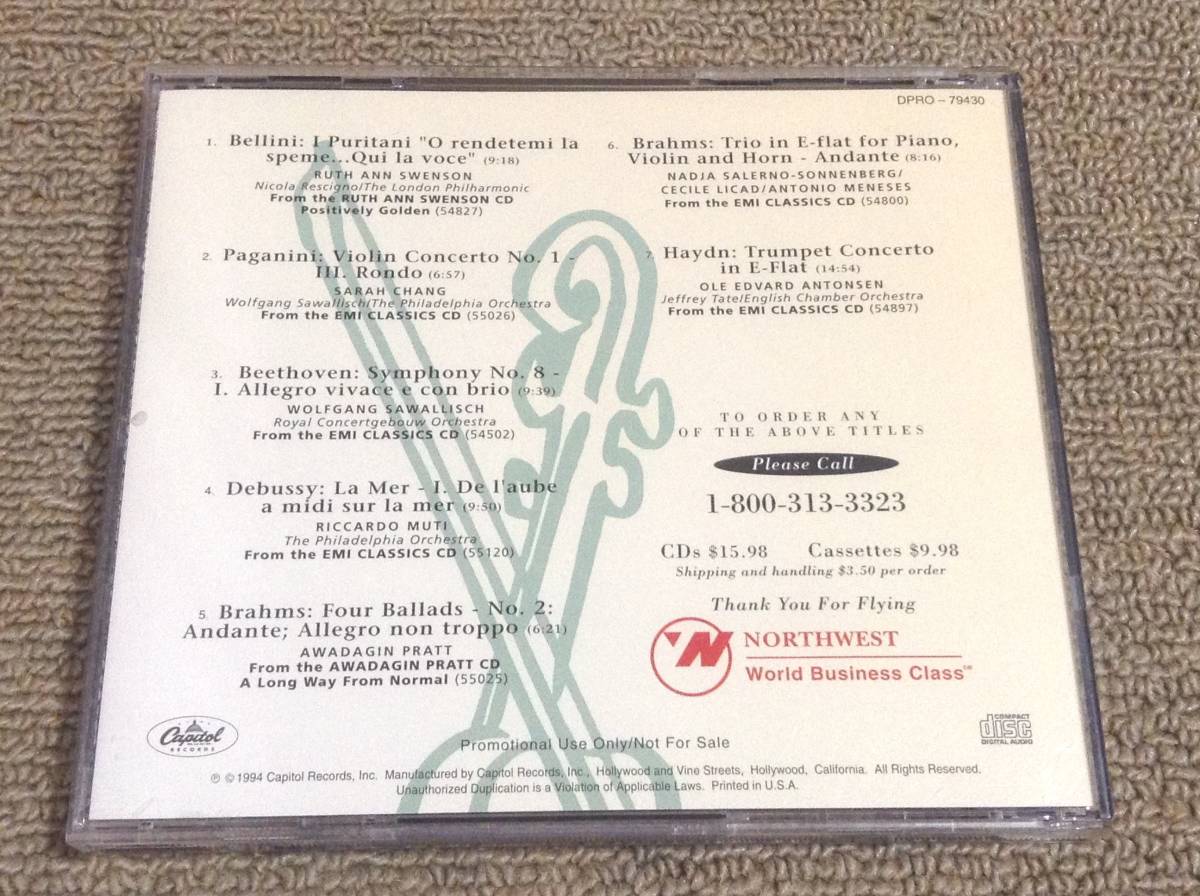 DPRO – 79430
1. Bellini: I Puritani "O rendetemi la
speme...Qui la voce" (9:18)
RUTH ANN SWENSON
Nicola Rescigno/The London Philharmonic
From the RUTH ANN SWENSON CD
Positively Golden (54827)
2. Paganini: Violin Concerto No. 1 -
III. Rondo (6:57)
SARAH CHANG
Wolfgang Sawallisch/The Philadelphia Orchestra
From the EMI CLASSICS CD (55026)
3. Beethoven: Symphony No. 8 -
I. Allegro vivace e con brio (9:39)
WOLFGANG SAWALLISCH
Royal Concertgebouw Orchestra
From the EMI CLASSICS CD (54502)
4. Debussy: La Mer - I. De l'aube
a midi sur la mer (9:50)
RICCARDO MUTI
The Philadelphia Orchestra
From the EMI CLASSICS CD (55120)
5. Brahms: Four Ballads - No. 2:
Andante; Allegro non troppo (6:21)
AWADAGIN PRATT
From the AWADAGIN PRATT CD
A Long Way From Normal (55025)
6. Brahms: Trio in E-flat for Piano,
Violin and Horn - Andante (8:16)
NADJA SALERNO-SONNENBERG/
CECILE LICAD/ANTONIO MENESES
From the EMI CLASSICS CD (54800)
7. Haydn: Trumpet Concerto
in E-Flat (14:54)
OLE EDVARD ANTONSEN
Jeffrey Tate/English Chamber Orchestra
From the EMI CLASSICS CD (54897)
TO ORDER ANY
OF THE ABOVE TITLES
Please Call
1-800-313-3323
CDs $15.98 Cassettes $9.98
Shipping and handling $3.50 per order
Thank You For Flying
NORTHWEST
World Business Class℠
Capitol
RECORDS
Promotional Use Only/Not For Sale
COMPACT
disc
DIGITAL AUDIO
℗ © 1994 Capitol Records, Inc. Manufactured by Capitol Records, Inc., Hollywood and Vine Streets, Hollywood, California. All Rights Reserved.
Unauthorized Duplication is a Violation of Applicable Laws. Printed in U.S.A.